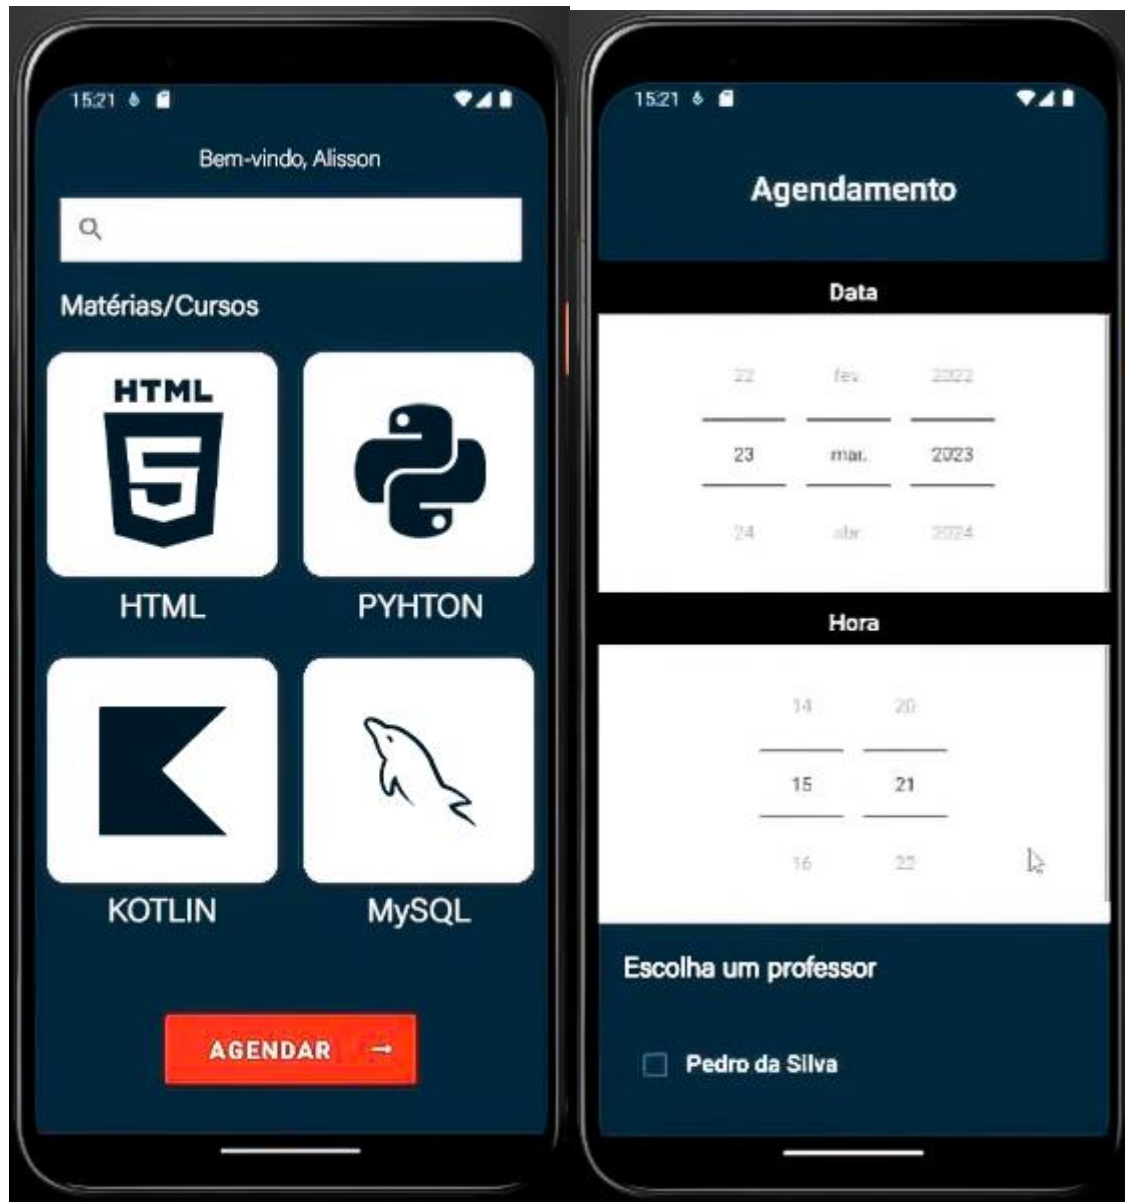 15:21
Bem-vindo, Alisson
Matérias/Cursos
HTML
5
HTML PYHTON
KOTLIN MySQL
AGENDAR →
15:21
Agendamento
Data
22 fev. 2022
23 mar. 2023
24 abr. 2024
Hora
14 20
15 21
16 22
Escolha um professor
Pedro da Silva